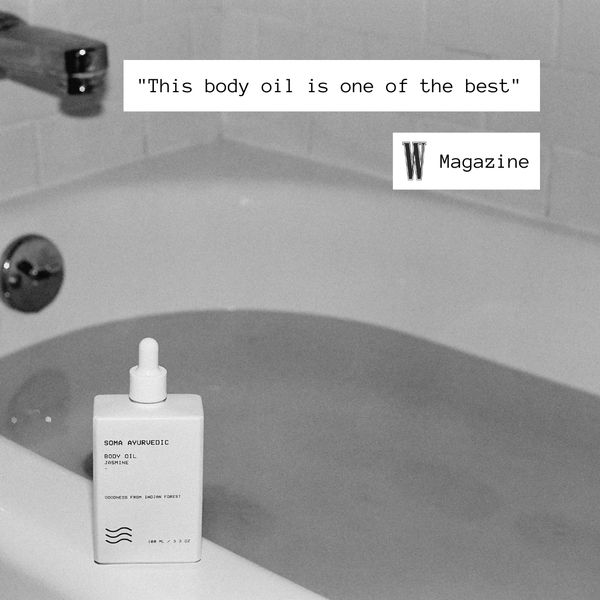 "This body oil is one of the best"
W Magazine
SOMA AYURVEDIC
BODY OIL
JASMINE
GOODNESS FROM INDIAN FOREST
100 ML / 3 3 OZ